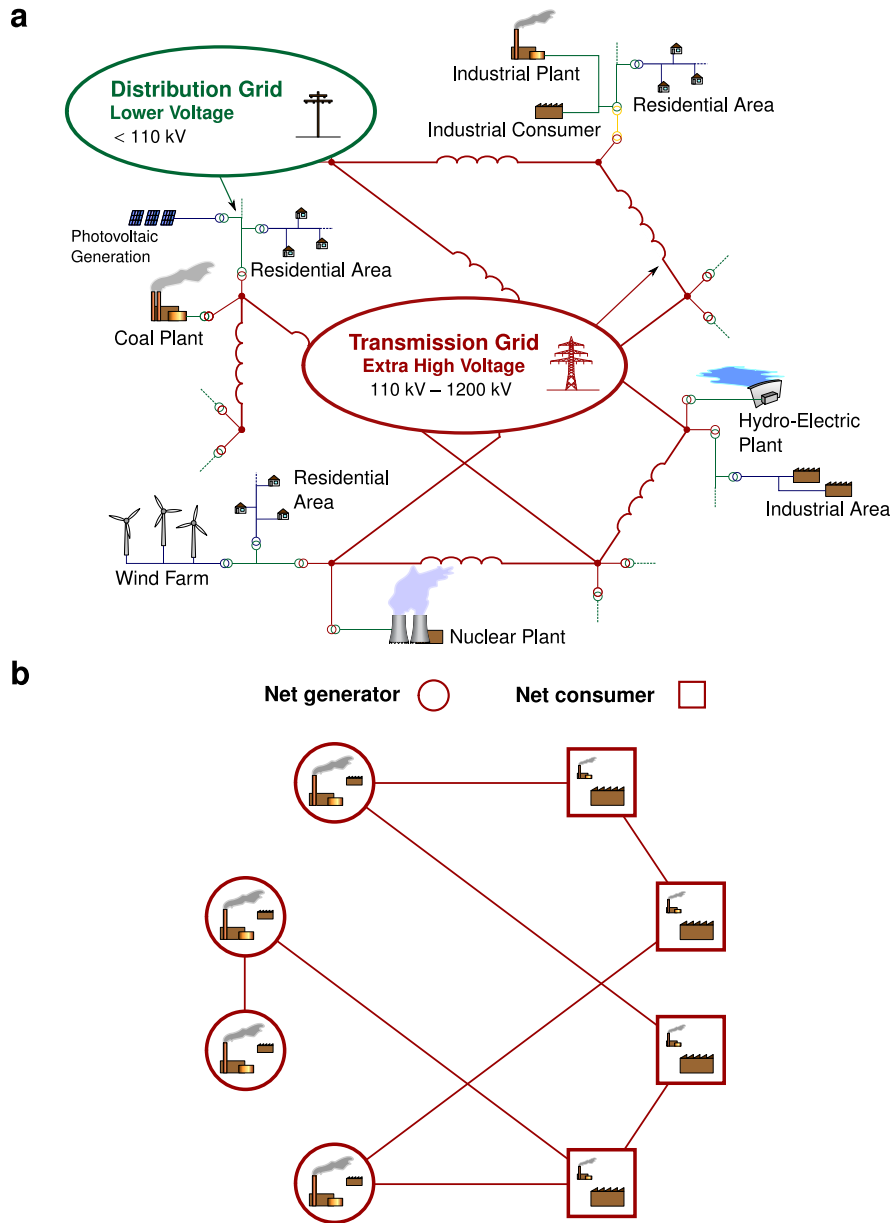 a
Distribution Grid
Lower Voltage
< 110 kV
Industrial Plant
Residential Area
Industrial Consumer
Photovoltaic
Generation
Residential Area
Coal Plant
Transmission Grid
Extra High Voltage
110 kV – 1200 kV
Hydro-Electric
Plant
Residential
Area
Industrial Area
Wind Farm
Nuclear Plant
b
Net generator
Net consumer